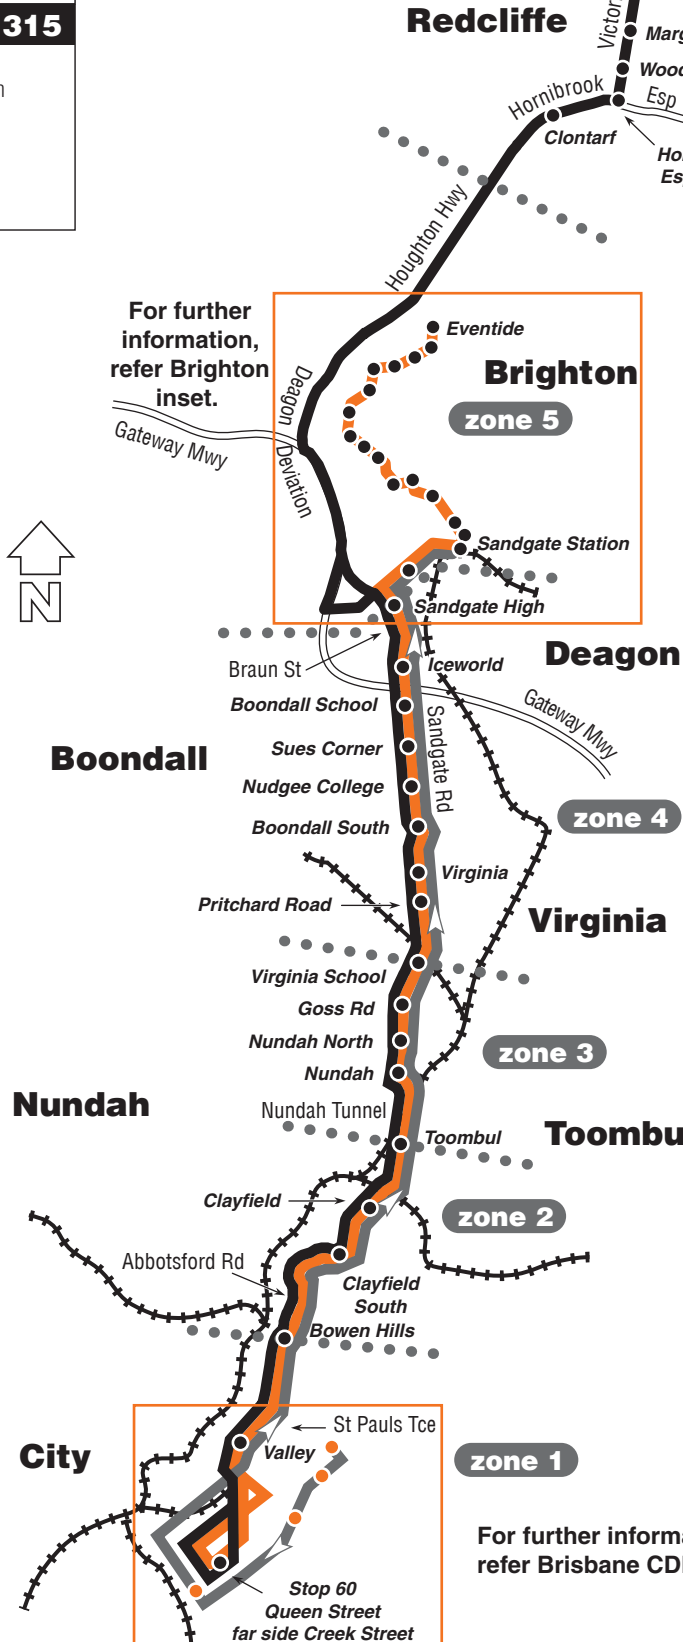 315
Redcliffe
Hornibrook
Esp
Clontarf
Houghton Hwy
For further
information,
refer Brighton
inset.
Eventide
Brighton
zone 5
Deagon
Deviation
Gateway Mwy
Sandgate Station
N
Sandgate High
Braun St
Iceworld
Deagon
Boondall School
Gateway Mwy
Sandgate Rd
Boondall
Sues Corner
Nudgee College
Boondall South
zone 4
Virginia
Pritchard Road
Virginia
Virginia School
Goss Rd
Nundah North
zone 3
Nundah
Nundah
Nundah Tunnel
Toombul
Clayfield
zone 2
Abbotsford Rd
Clayfield
South
Bowen Hills
St Pauls Tce
City
Valley
zone 1
For further
refer Brisbane
Stop 60
Queen Street
far side Creek Street